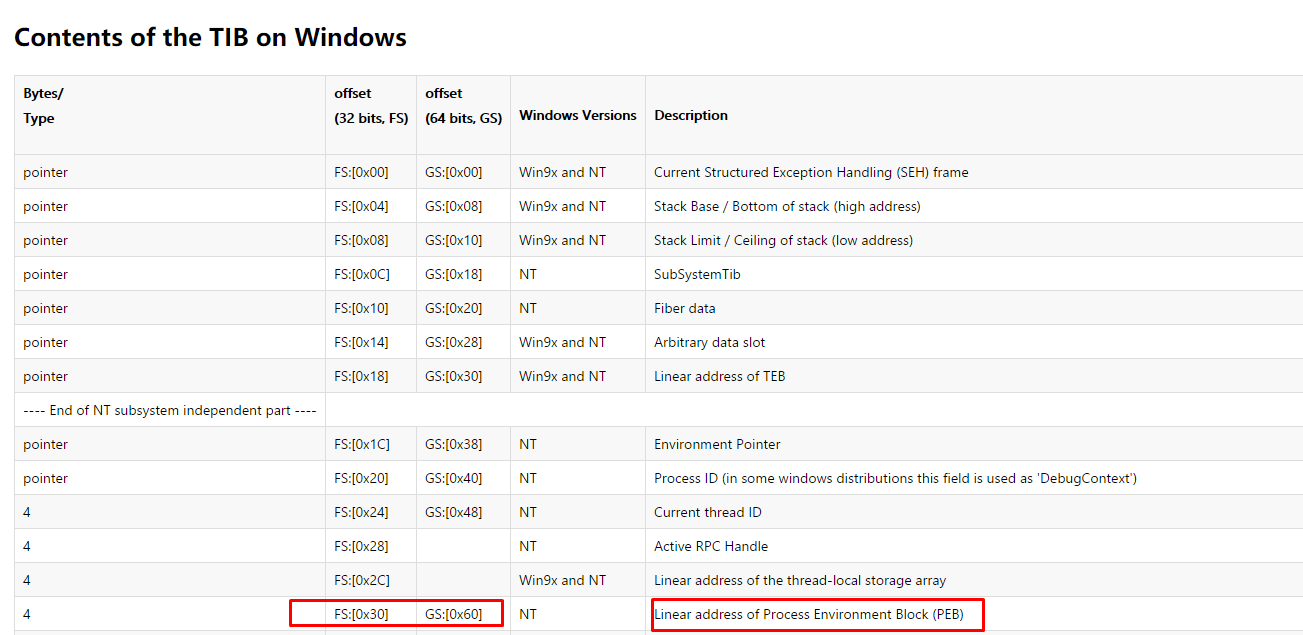 Contents of the TIB on Windows
Bytes/ offset offset
Type (32 bits, FS) (64 bits, GS) Windows Versions Description
pointer FS:[0x00] GS:[0x00] Win9x and NT Current Structured Exception Handling (SEH) frame
pointer FS:[0x04] GS:[0x08] Win9x and NT Stack Base / Bottom of stack (high address)
pointer FS:[0x08] GS:[0x10] Win9x and NT Stack Limit / Ceiling of stack (low address)
pointer FS:[0x0C] GS:[0x18] NT SubSystemTib
pointer FS:[0x10] GS:[0x20] NT Fiber data
pointer FS:[0x14] GS:[0x28] Win9x and NT Arbitrary data slot
pointer FS:[0x18] GS:[0x30] Win9x and NT Linear address of TEB
---- End of NT subsystem independent part ----
pointer FS:[0x1C] GS:[0x38] NT Environment Pointer
pointer FS:[0x20] GS:[0x40] NT Process ID (in some windows distributions this field is used as 'DebugContext')
4 FS:[0x24] GS:[0x48] NT Current thread ID
4 FS:[0x28] NT Active RPC Handle
4 FS:[0x2C] Win9x and NT Linear address of the thread-local storage array
4 FS:[0x30] GS:[0x60] NT Linear address of Process Environment Block (PEB)